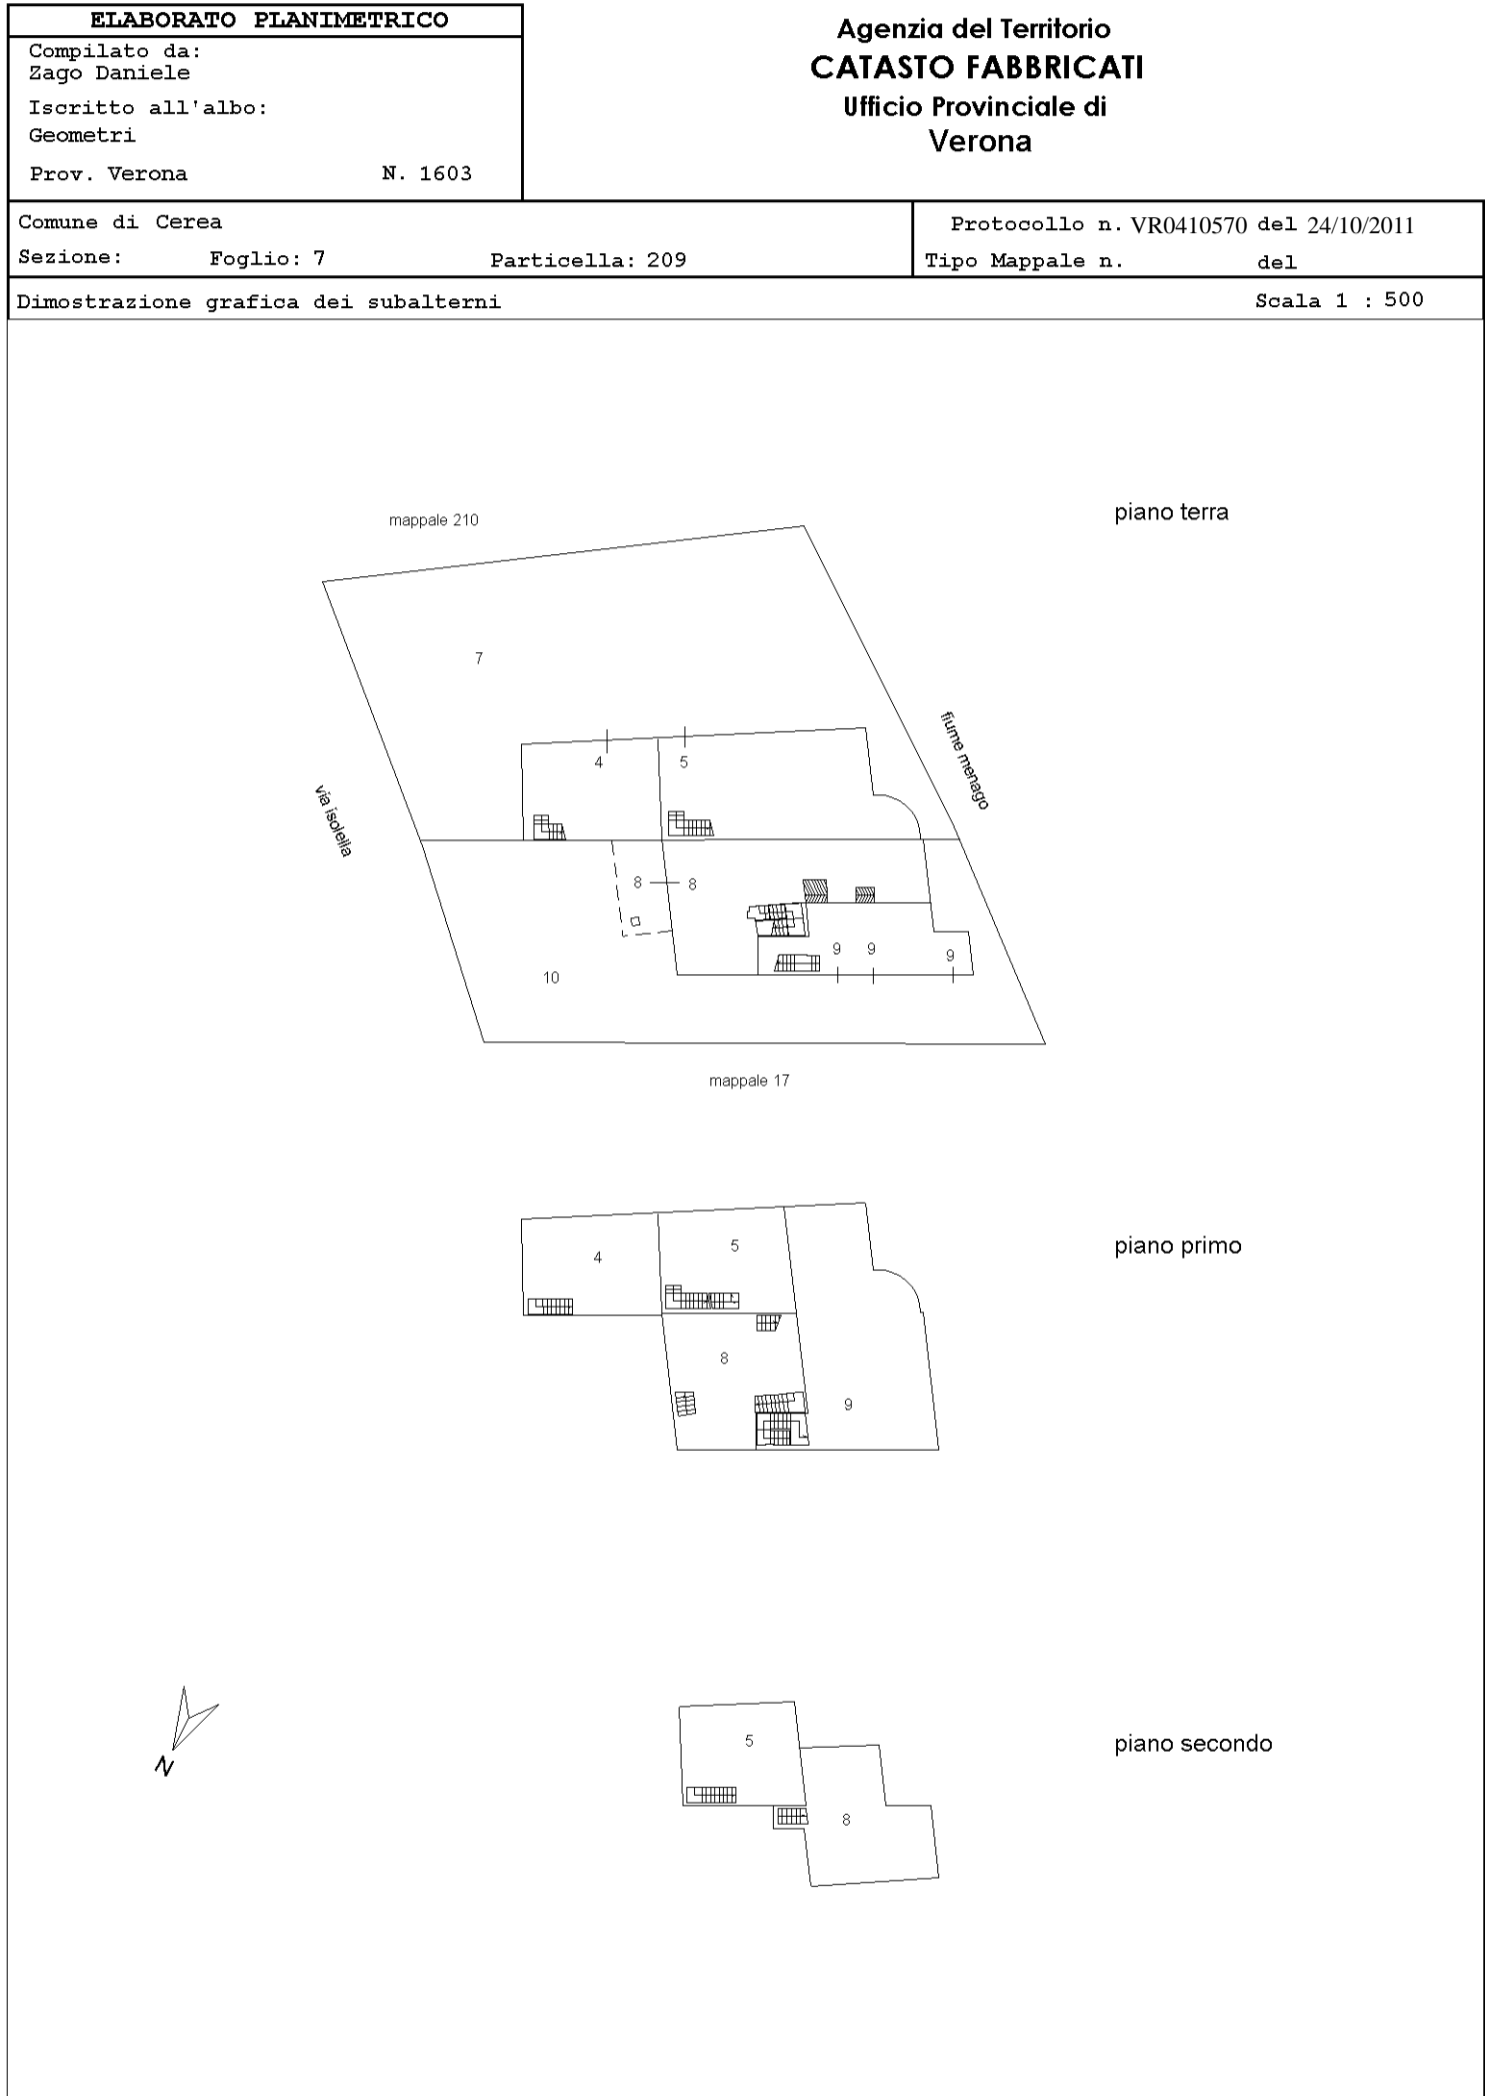 ELABORATO PLANIMETRICO
Compilato da:
Zago Daniele
Iscritto all'albo:
Geometri
Prov. Verona N. 1603
Agenzia del Territorio
CATASTO FABBRICATI
Ufficio Provinciale di
Verona
Comune di Cerea
Sezione: Foglio: 7 Particella: 209
Protocollo n. VR0410570 del 24/10/2011
Tipo Mappale n. del
Dimostrazione grafica dei subalterni Scala 1 : 500
piano terra
mappale 210
7
fiume menago
4 5
via isolella
8 8
9 9 9
10
mappale 17
piano primo
5
4
8
9
piano secondo
5
N
8